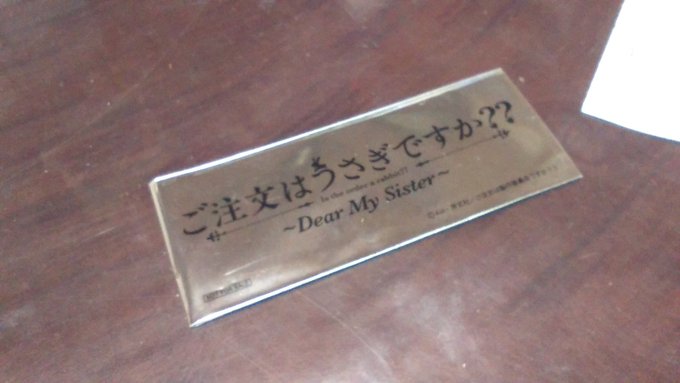 ご注文はうさぎですか??
Is the order a rabbit??
~Dear My Sister~